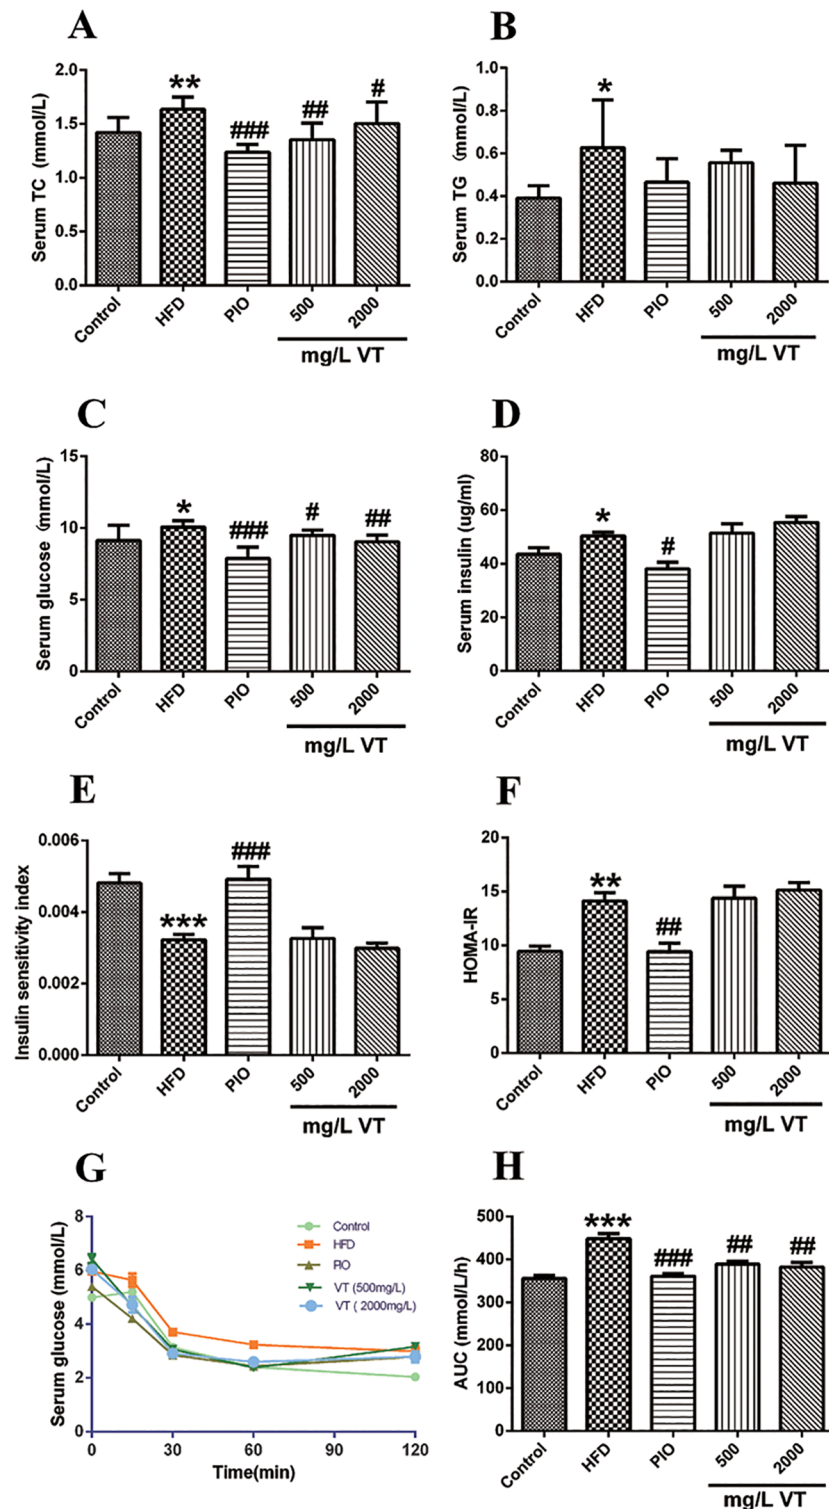 A
Serum TC (mmol/L)
2.0
1.5
1.0
0.5
0.0
**
###
##
#
Control
HFD
PIO
500
2000
mg/L VT
B
Serum TG (mmol/L)
1.0
0.8
0.6
0.4
0.2
0.0
*
Control
HFD
PIO
500
2000
mg/L VT
C
Serum glucose (mmol/L)
15
10
5
0
*
###
#
##
Control
HFD
PIO
500
2000
mg/L VT
D
Serum insulin (ug/ml)
80
60
40
20
0
*
#
Control
HFD
PIO
500
2000
mg/L VT
E
Insulin sensitivity index
0.006
0.004
0.002
0.000
***
###
Control
HFD
PIO
500
2000
mg/L VT
F
HOMA-IR
20
15
10
5
0
**
##
Control
HFD
PIO
500
2000
mg/L VT
G
Serum glucose (mmol/L)
8
6
4
2
0
Control
HFD
PIO
VT (500mg/L)
VT ( 2000mg/L)
0
30
60
90
120
Time(min)
H
AUC (mmol/L/h)
500
400
300
200
100
0
***
###
##
##
Control
HFD
PIO
500
2000
mg/L VT